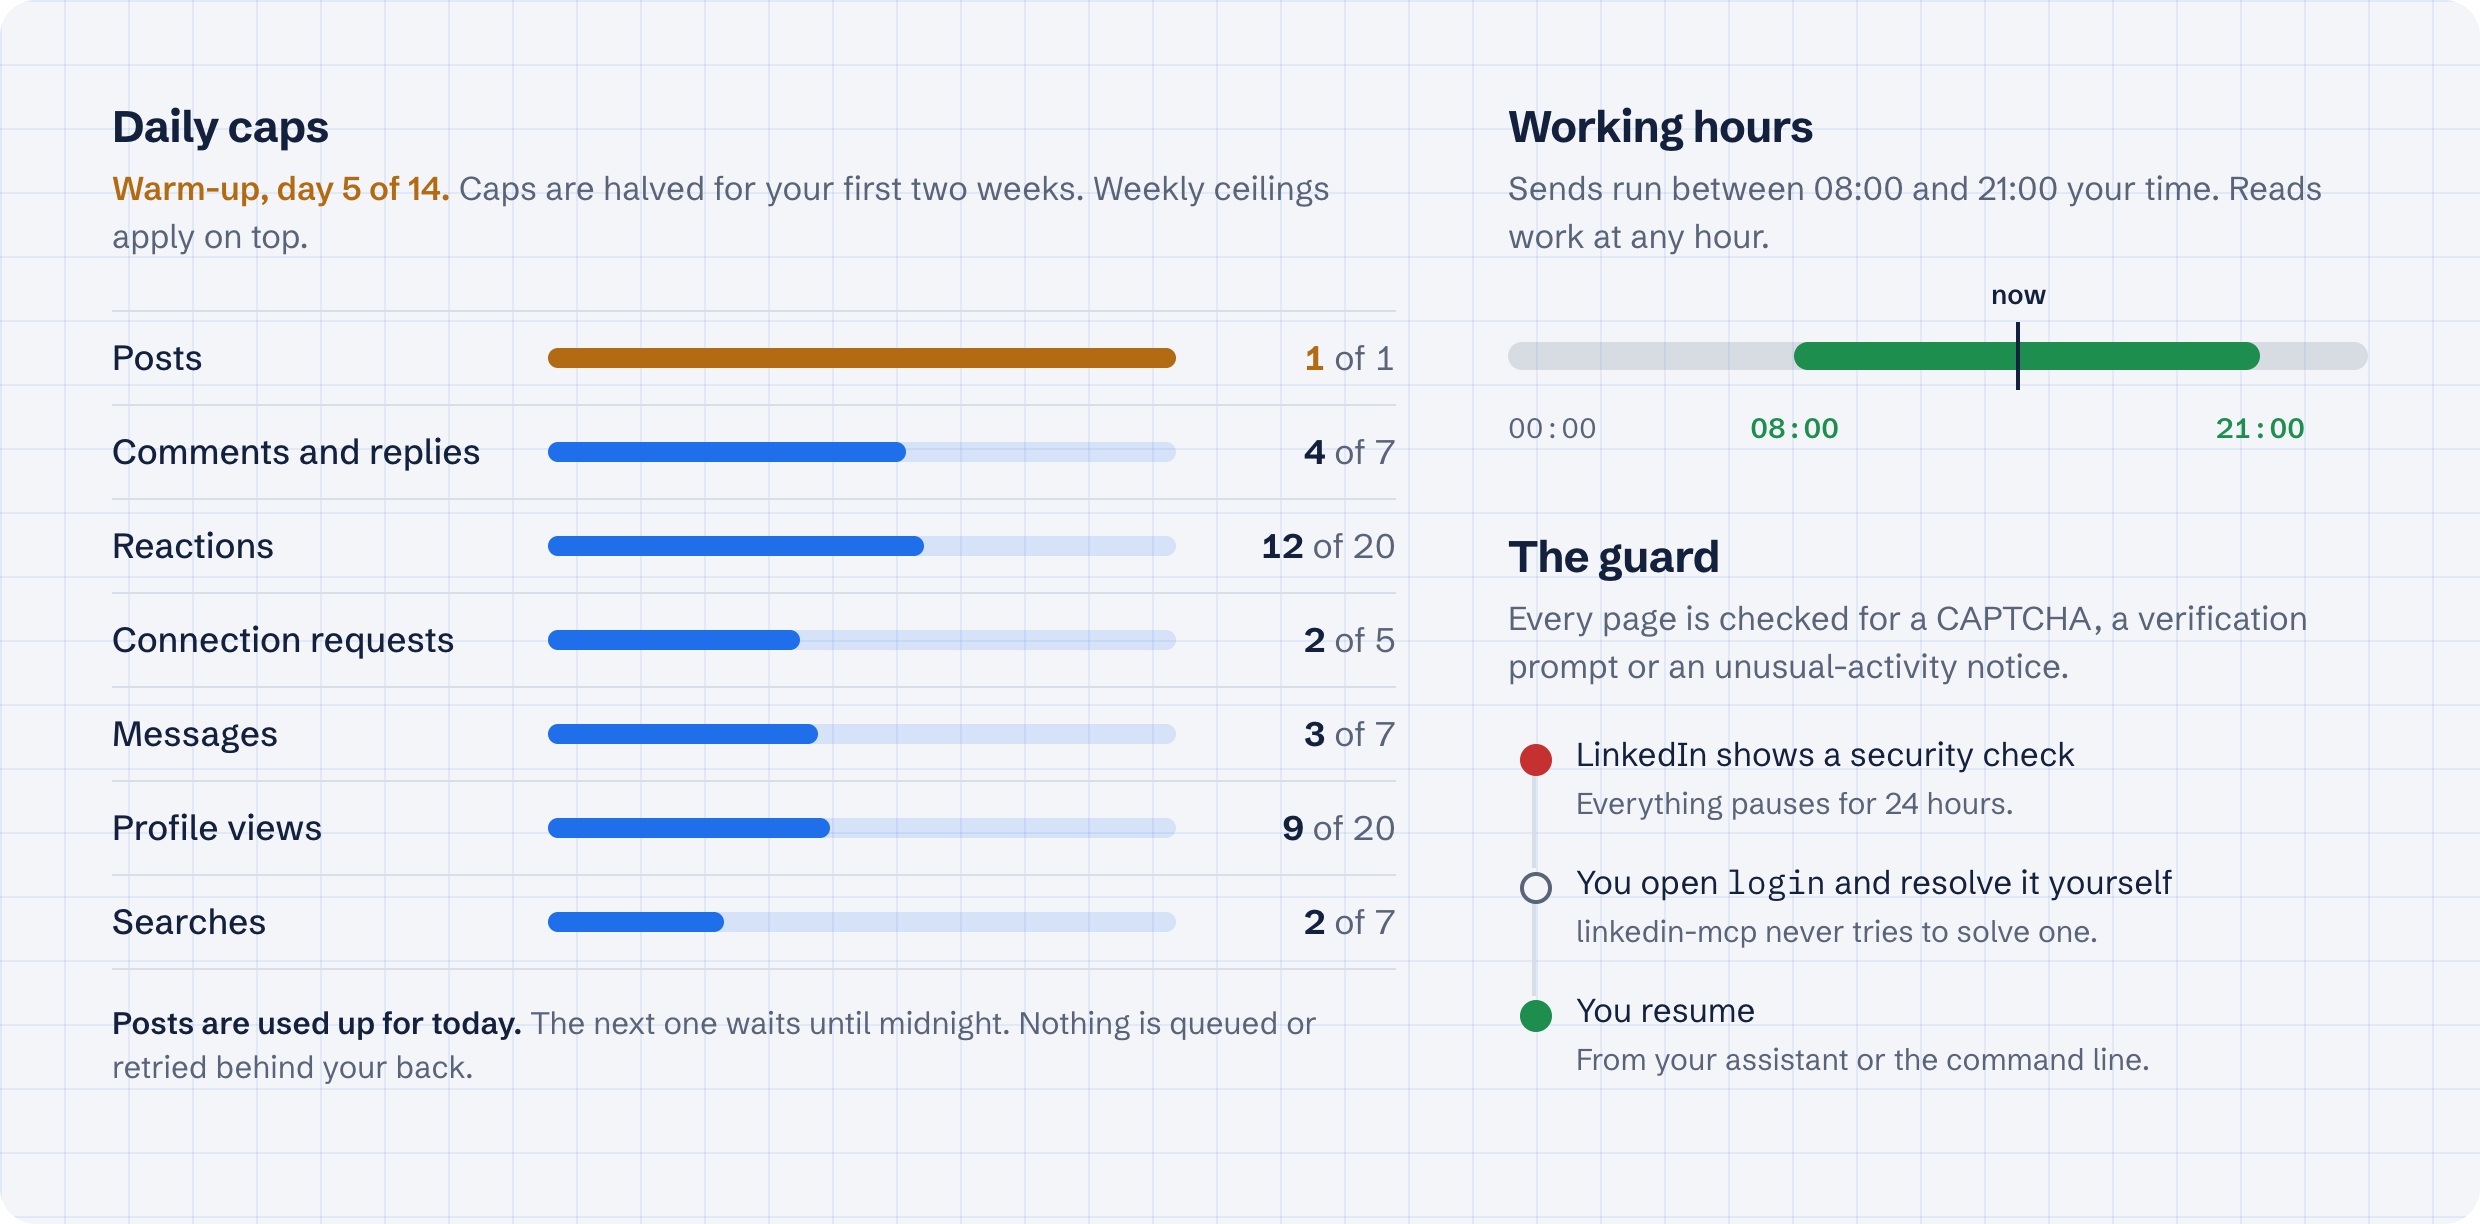 Daily caps
Warm-up, day 5 of 14. Caps are halved for your first two weeks. Weekly ceilings
apply on top.
Posts 1 of 1
Comments and replies 4 of 7
Reactions 12 of 20
Connection requests 2 of 5
Messages 3 of 7
Profile views 9 of 20
Searches 2 of 7
Posts are used up for today. The next one waits until midnight. Nothing is queued or
retried behind your back.
Working hours
Sends run between 08:00 and 21:00 your time. Reads
work at any hour.
now
00:00 08:00 21:00
The guard
Every page is checked for a CAPTCHA, a verification
prompt or an unusual-activity notice.
LinkedIn shows a security check
Everything pauses for 24 hours.
You open login and resolve it yourself
linkedin-mcp never tries to solve one.
You resume
From your assistant or the command line.